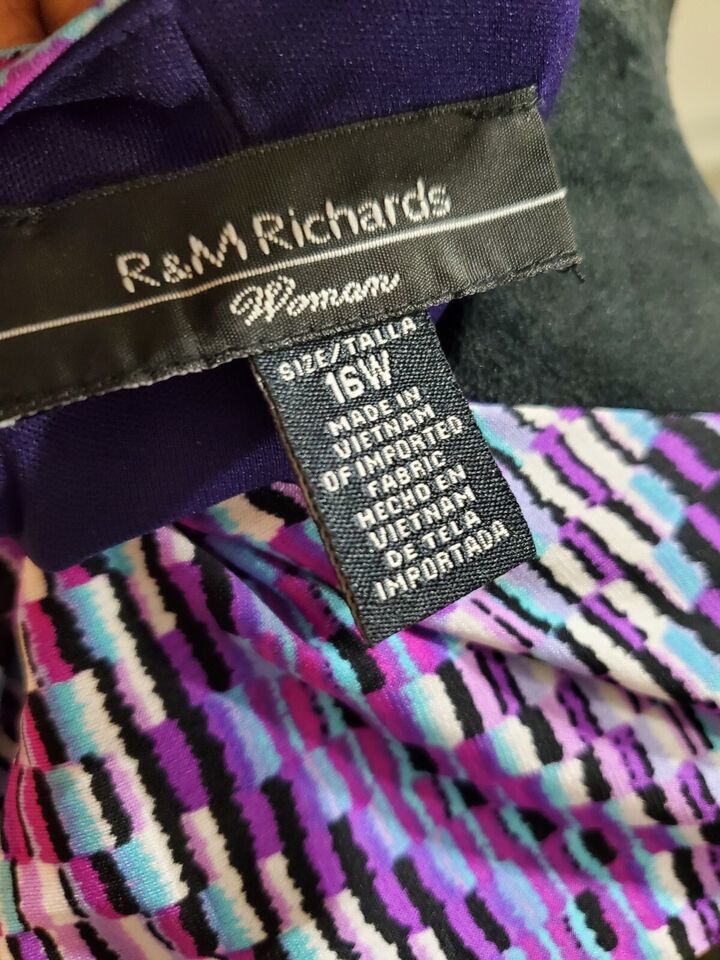 R&M Richards
Woman
SIZE/TALLA
16W
MADE IN
VIETNAM
OF IMPORTED
FABRIC
HECHO EN
VIETNAM
DE TELA
IMPORTADA